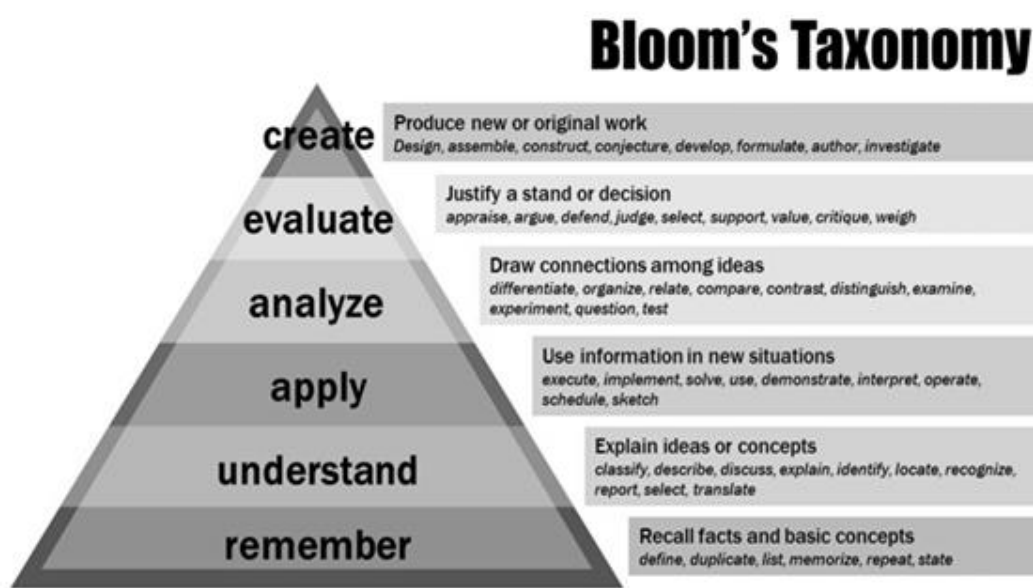 Bloom's Taxonomy
create
Produce new or original work
Design, assemble, construct, conjecture, develop, formulate, author, investigate
evaluate
Justify a stand or decision
appraise, argue, defend, judge, select, support, value, critique, weigh
analyze
Draw connections among ideas
differentiate, organize, relate, compare, contrast, distinguish, examine,
experiment, question, test
apply
Use information in new situations
execute, implement, solve, use, demonstrate, interpret, operate,
schedule, sketch
understand
Explain ideas or concepts
classify, describe, discuss, explain, identify, locate, recognize,
report, select, translate
remember
Recall facts and basic concepts
define, duplicate, list, memorize, repeat, state